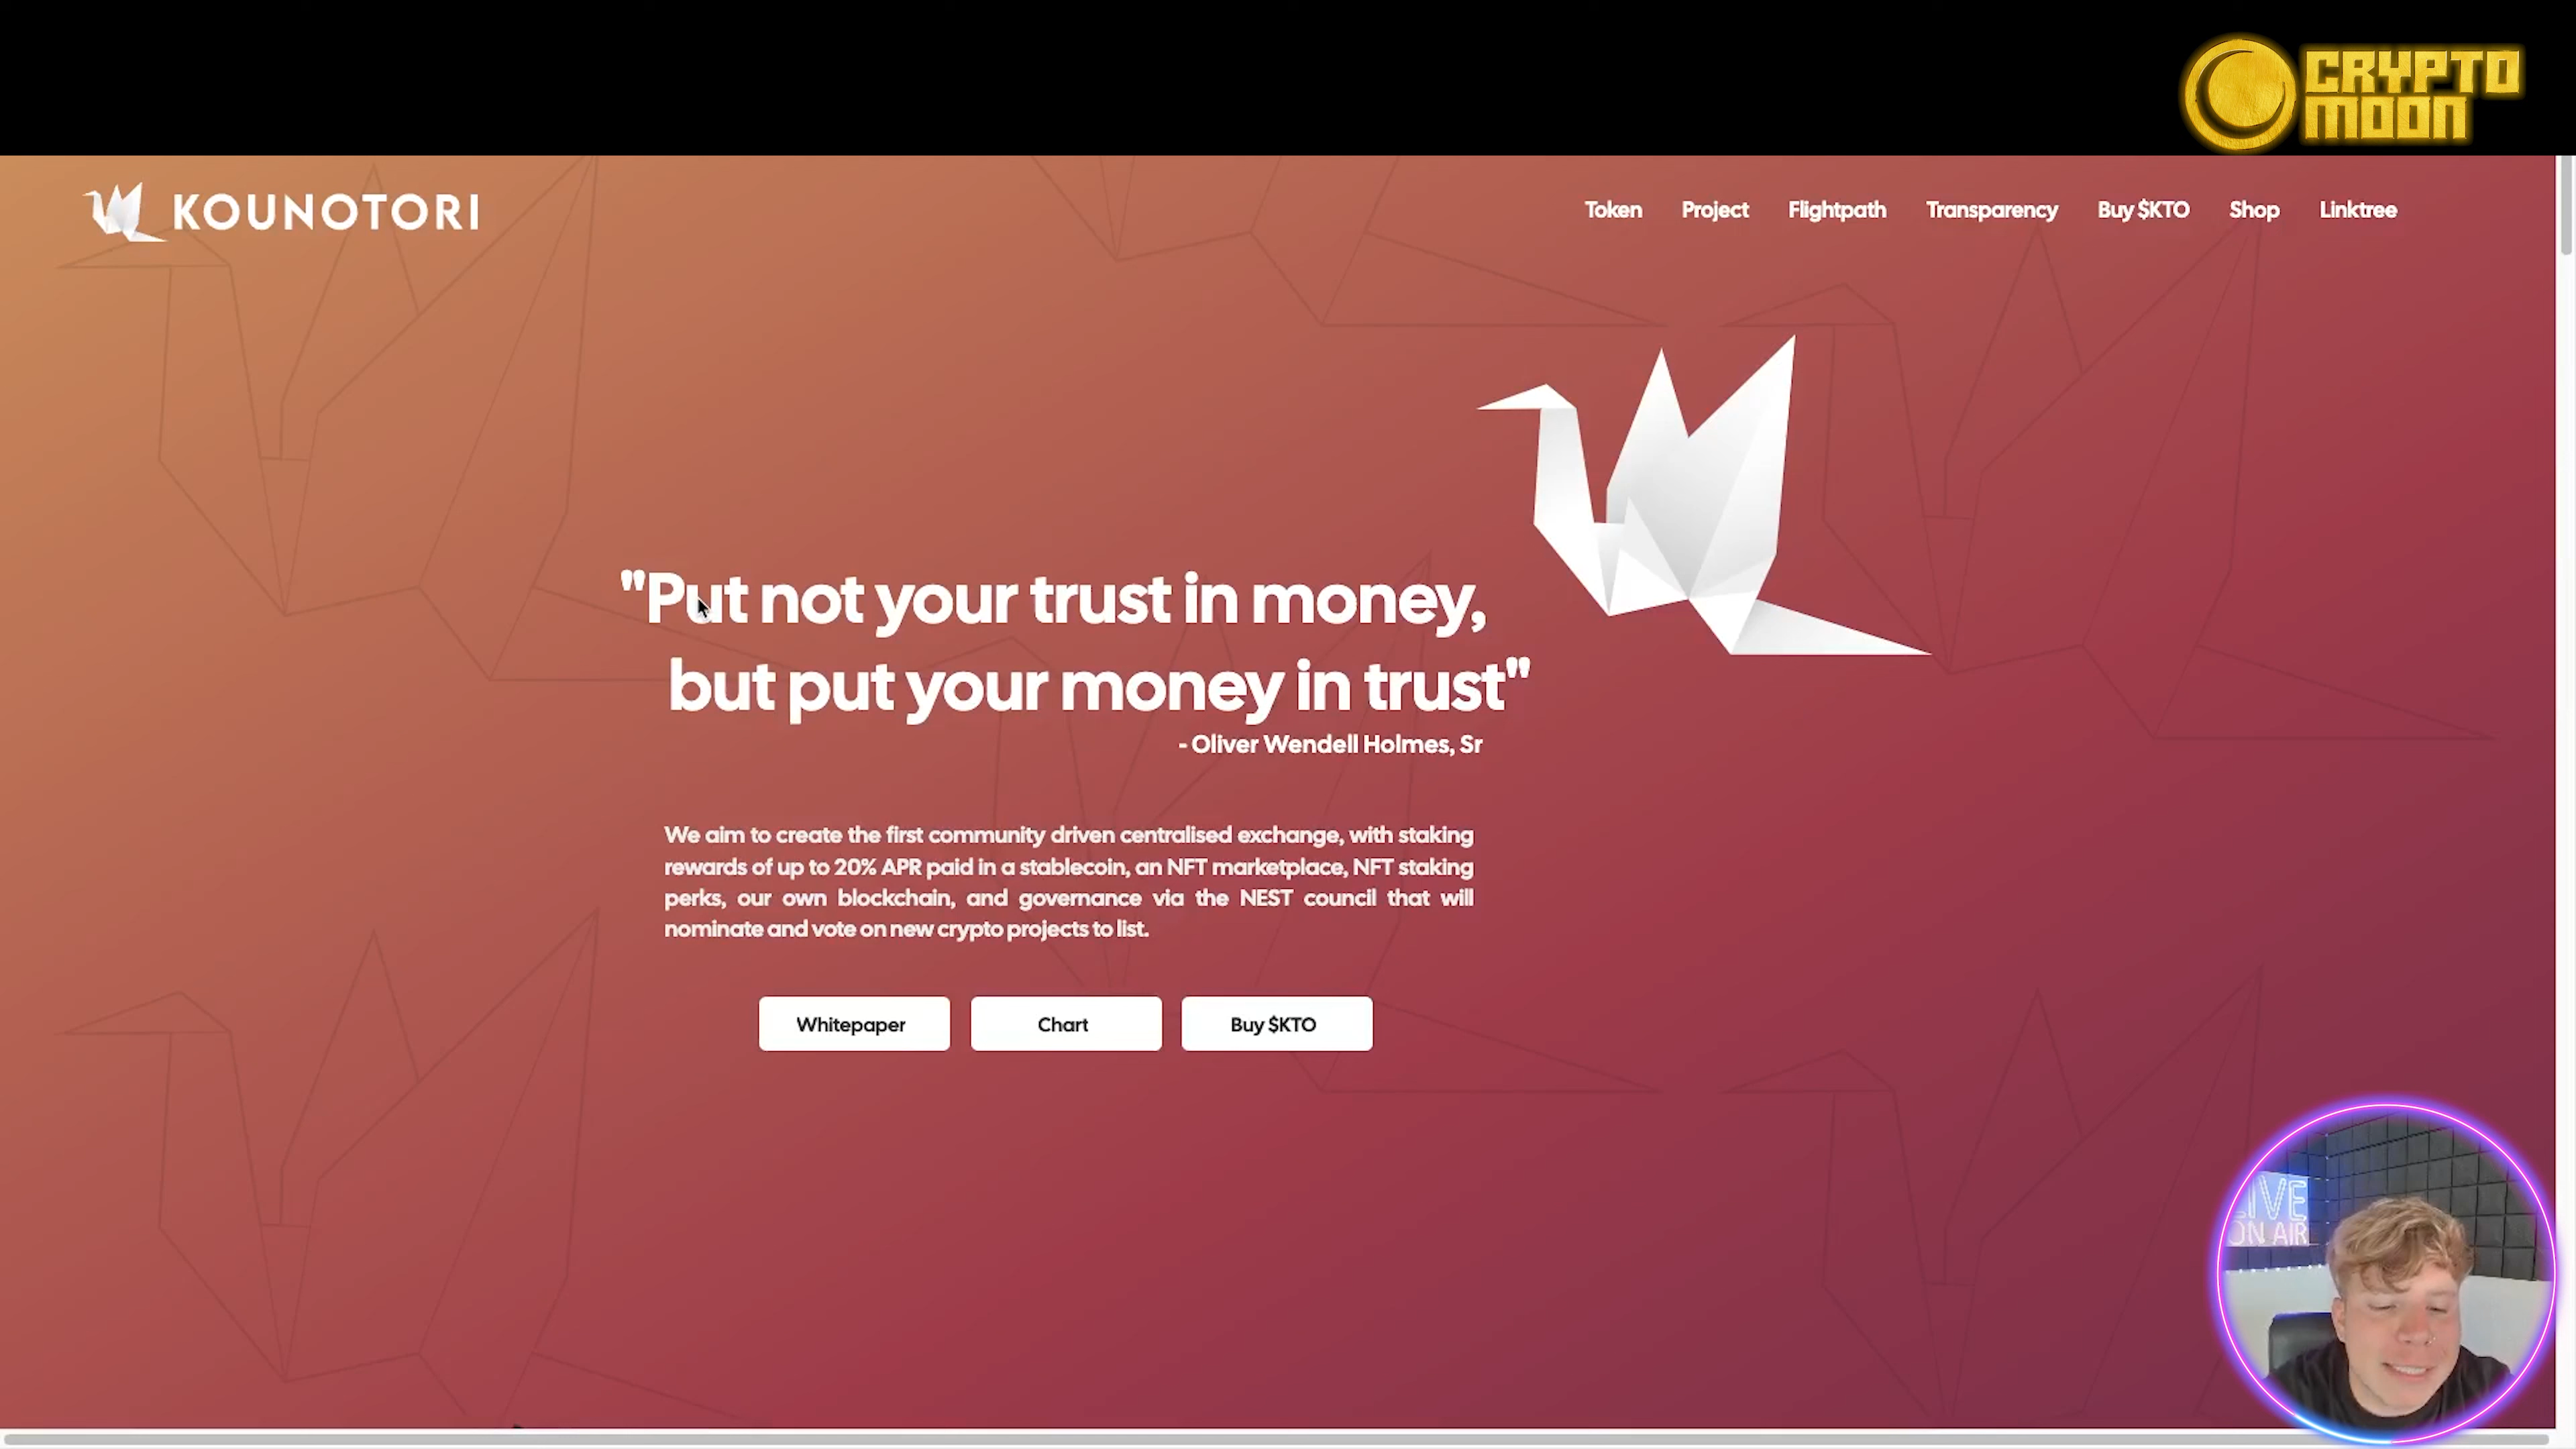 CRYPTO
MOON
KOUNOTORI
Token Project Flightpath Transparency Buy $KTO Shop Linktree
"Put not your trust in money,
but put your money in trust"
- Oliver Wendell Holmes, Sr
We aim to create the first community driven centralised exchange, with staking
rewards of up to 20% APR paid in a stablecoin, an NFT marketplace, NFT staking
perks, our own blockchain, and governance via the NEST council that will
nominate and vote on new crypto projects to list.
Whitepaper Chart Buy $KTO
LIVE
ON AIR